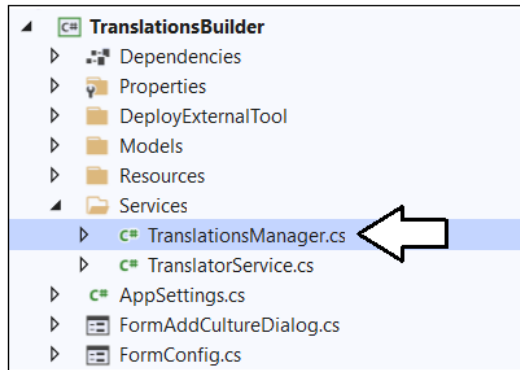 C# TranslationsBuilder
Dependencies
Properties
DeployExternalTool
Models
Resources
Services
C# TranslationsManager.cs
C# TranslatorService.cs
C# AppSettings.cs
FormAddCultureDialog.cs
FormConfig.cs